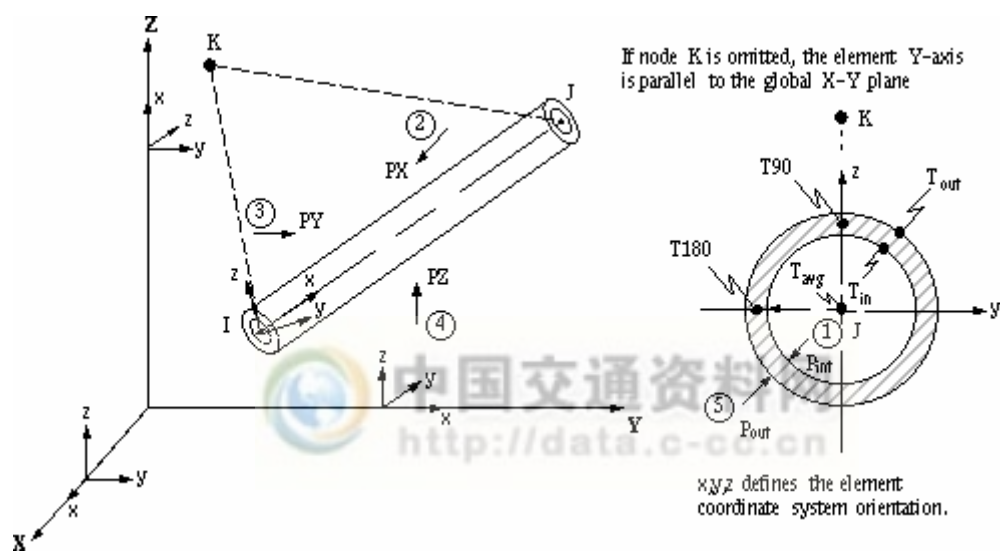 Z
K
If node K is omitted, the element Y-axis
is parallel to the global X-Y plane
J
x
2
K
z
y
PX
T90
z
T out
3
PY
T180
z
x
PZ
Tavg
Tin
y
I
y
4
1
J
z
y
中国交通资料网
Pint
5
x
Y
Pout
http://data.c-cc.cn
z
y
x
X
x,y,z defines the element
coordinate system orientation.